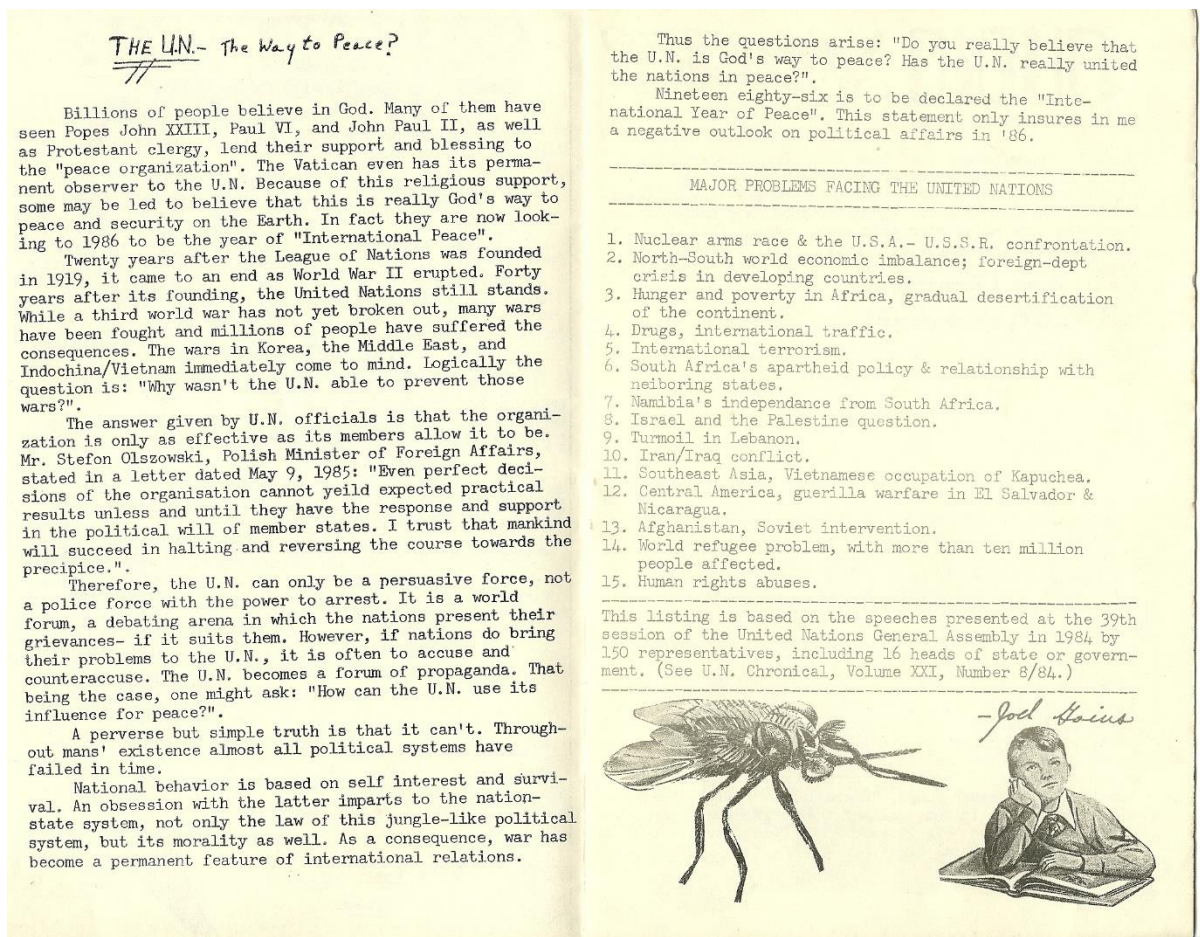 THE U.N.- The Way to Peace?
Billions of people believe in God. Many of them have
seen Popes John XXIII, Paul VI, and John Paul II, as well
as Protestant clergy, lend their support and blessing to
the "peace organization". The Vatican even has its perma-
nent observer to the U.N. Because of this religious support,
some may be led to believe that this is really God's way to
peace and security on the Earth. In fact they are now look-
ing to 1986 to be the year of "International Peace".
Twenty years after the League of Nations was founded
in 1919, it came to an end as World War II erupted. Forty
years after its founding, the United Nations still stands.
While a third world war has not yet broken out, many wars
have been fought and millions of people have suffered the
consequences. The wars in Korea, the Middle East, and
Indochina/Vietnam immediately come to mind. Logically the
question is: "Why wasn't the U.N. able to prevent those
wars?".
The answer given by U.N. officials is that the organi-
zation is only as effective as its members allow it to be.
Mr. Stefon Olszowski, Polish Minister of Foreign Affairs,
stated in a letter dated May 9, 1985: "Even perfect deci-
sions of the organisation cannot yeild expected practical
results unless and until they have the response and support
in the political will of member states. I trust that mankind
will succeed in halting and reversing the course towards the
precipice.".
Therefore, the U.N. can only be a persuasive force, not
a police force with the power to arrest. It is a world
forum, a debating arena in which the nations present their
grievances- if it suits them. However, if nations do bring
their problems to the U.N., it is often to accuse and
counteraccuse. The U.N. becomes a forum of propaganda. That
being the case, one might ask: "How can the U.N. use its
influence for peace?".
A perverse but simple truth is that it can't. Through-
out mans' existence almost all political systems have
failed in time.
National behavior is based on self interest and survi-
val. An obsession with the latter imparts to the nation-
state system, not only the law of this jungle-like political
system, but its morality as well. As a consequence, war has
become a permanent feature of international relations.
Thus the questions arise: "Do you really believe that
the U.N. is God's way to peace? Has the U.N. really united
the nations in peace?".
Nineteen eighty-six is to be declared the "Inte-
national Year of Peace". This statement only insures in me
a negative outlook on political affairs in '86.
MAJOR PROBLEMS FACING THE UNITED NATIONS
1. Nuclear arms race & the U.S.A.- U.S.S.R. confrontation.
2. North-South world economic imbalance; foreign-dept
crisis in developing countries.
3. Hunger and poverty in Africa, gradual desertification
of the continent.
4. Drugs, international traffic.
5. International terrorism.
6. South Africa's apartheid policy & relationship with
neiboring states.
7. Namibia's independance from South Africa.
8. Israel and the Palestine question.
9. Turmoil in Lebanon.
10. Iran/Iraq conflict.
11. Southeast Asia, Vietnamese occupation of Kapuchea.
12. Central America, guerilla warfare in El Salvador &
Nicaragua.
13. Afghanistan, Soviet intervention.
14. World refugee problem, with more than ten million
people affected.
15. Human rights abuses.
This listing is based on the speeches presented at the 39th
session of the United Nations General Assembly in 1984 by
150 representatives, including 16 heads of state or govern-
ment. (See U.N. Chronical, Volume XXI, Number 8/84.)
-Joel Goins